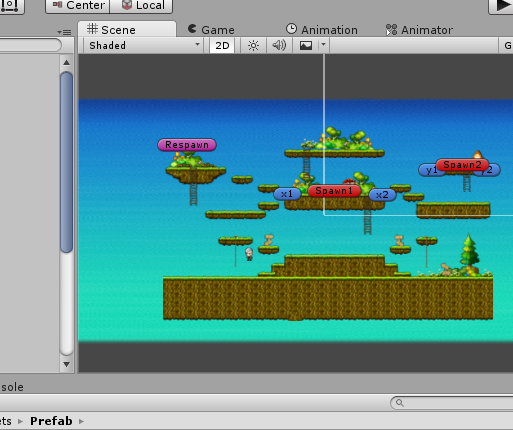 Center Local
Scene Game Animation Animator
Shaded 2D G
Respawn
Spawn2
y1 y2
x1 Spawn1 x2
sole
ets ▸ Prefab ▸